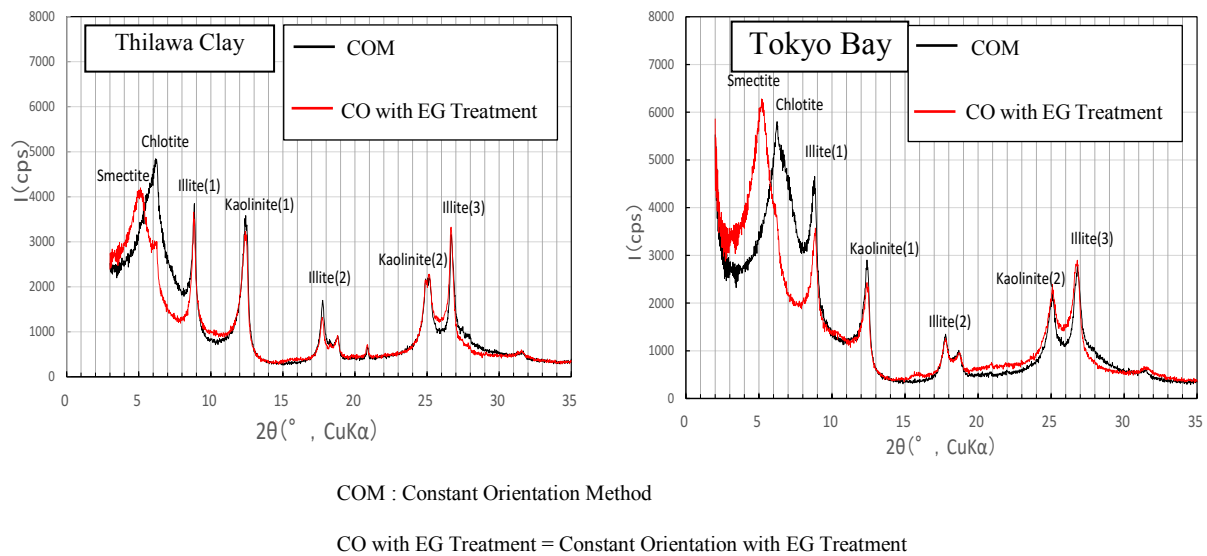 Thilawa Clay
COM
CO with EG Treatment
8000
7000
6000
5000
4000
3000
2000
1000
0
I(cps)
Smectite
Chlotite
Illite(1)
Kaolinite(1)
Illite(2)
Kaolinite(2)
Illite(3)
0 5 10 15 20 25 30 35
2θ(° , CuKα)
Tokyo Bay
COM
CO with EG Treatment
8000
7000
6000
5000
4000
3000
2000
1000
0
I(cps)
Smectite
Chlotite
Illite(1)
Kaolinite(1)
Illite(2)
Kaolinite(2)
Illite(3)
0 5 10 15 20 25 30 35
2θ(° , CuKα)
COM : Constant Orientation Method
CO with EG Treatment = Constant Orientation with EG Treatment